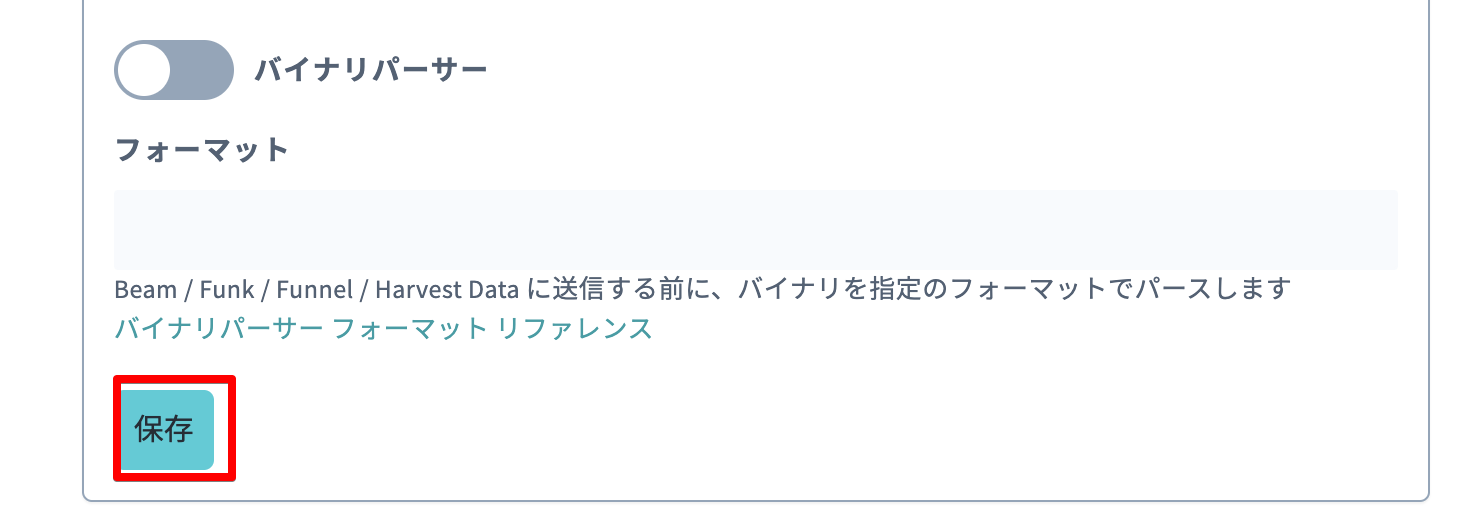 バイナリパーサー
フォーマット
Beam / Funk / Funnel / Harvest Data に送信する前に、バイナリを指定のフォーマットでパースします
バイナリパーサー フォーマット リファレンス
保存